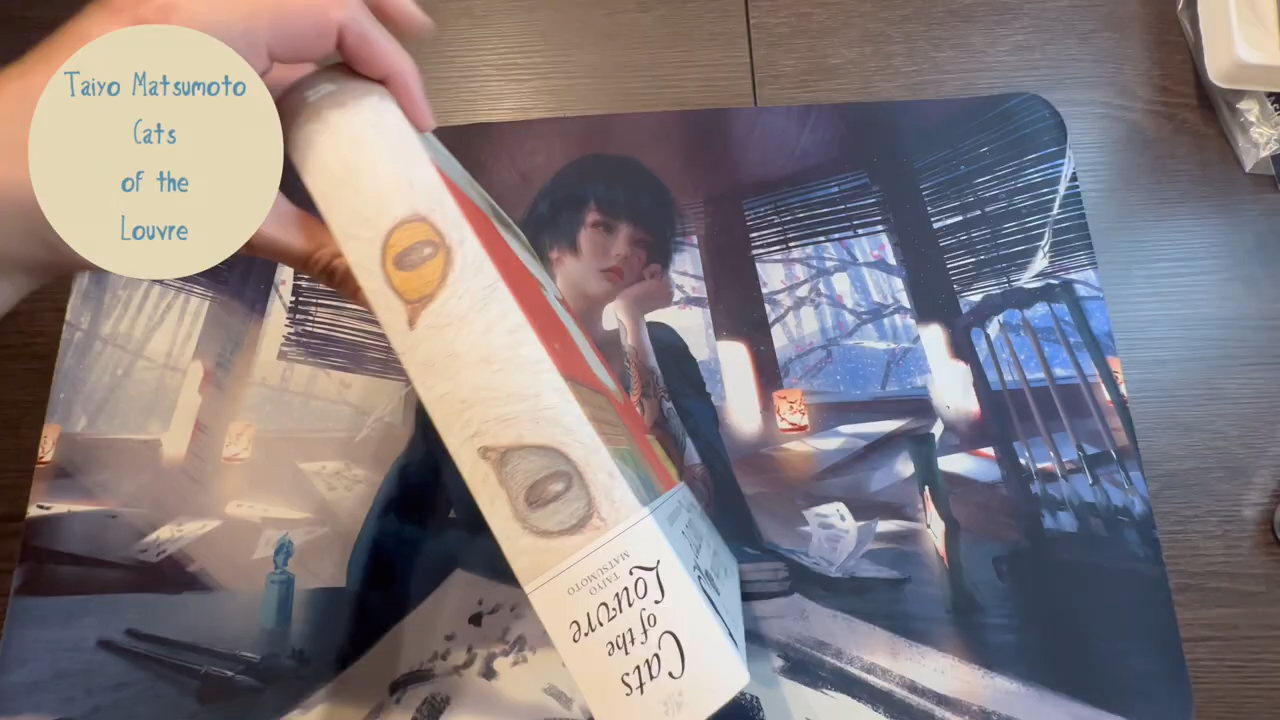 Taiyo Matsumoto
Cats
of the
Louvre
Cats
of the
Louvre
TAIYO
MATSUMOTO